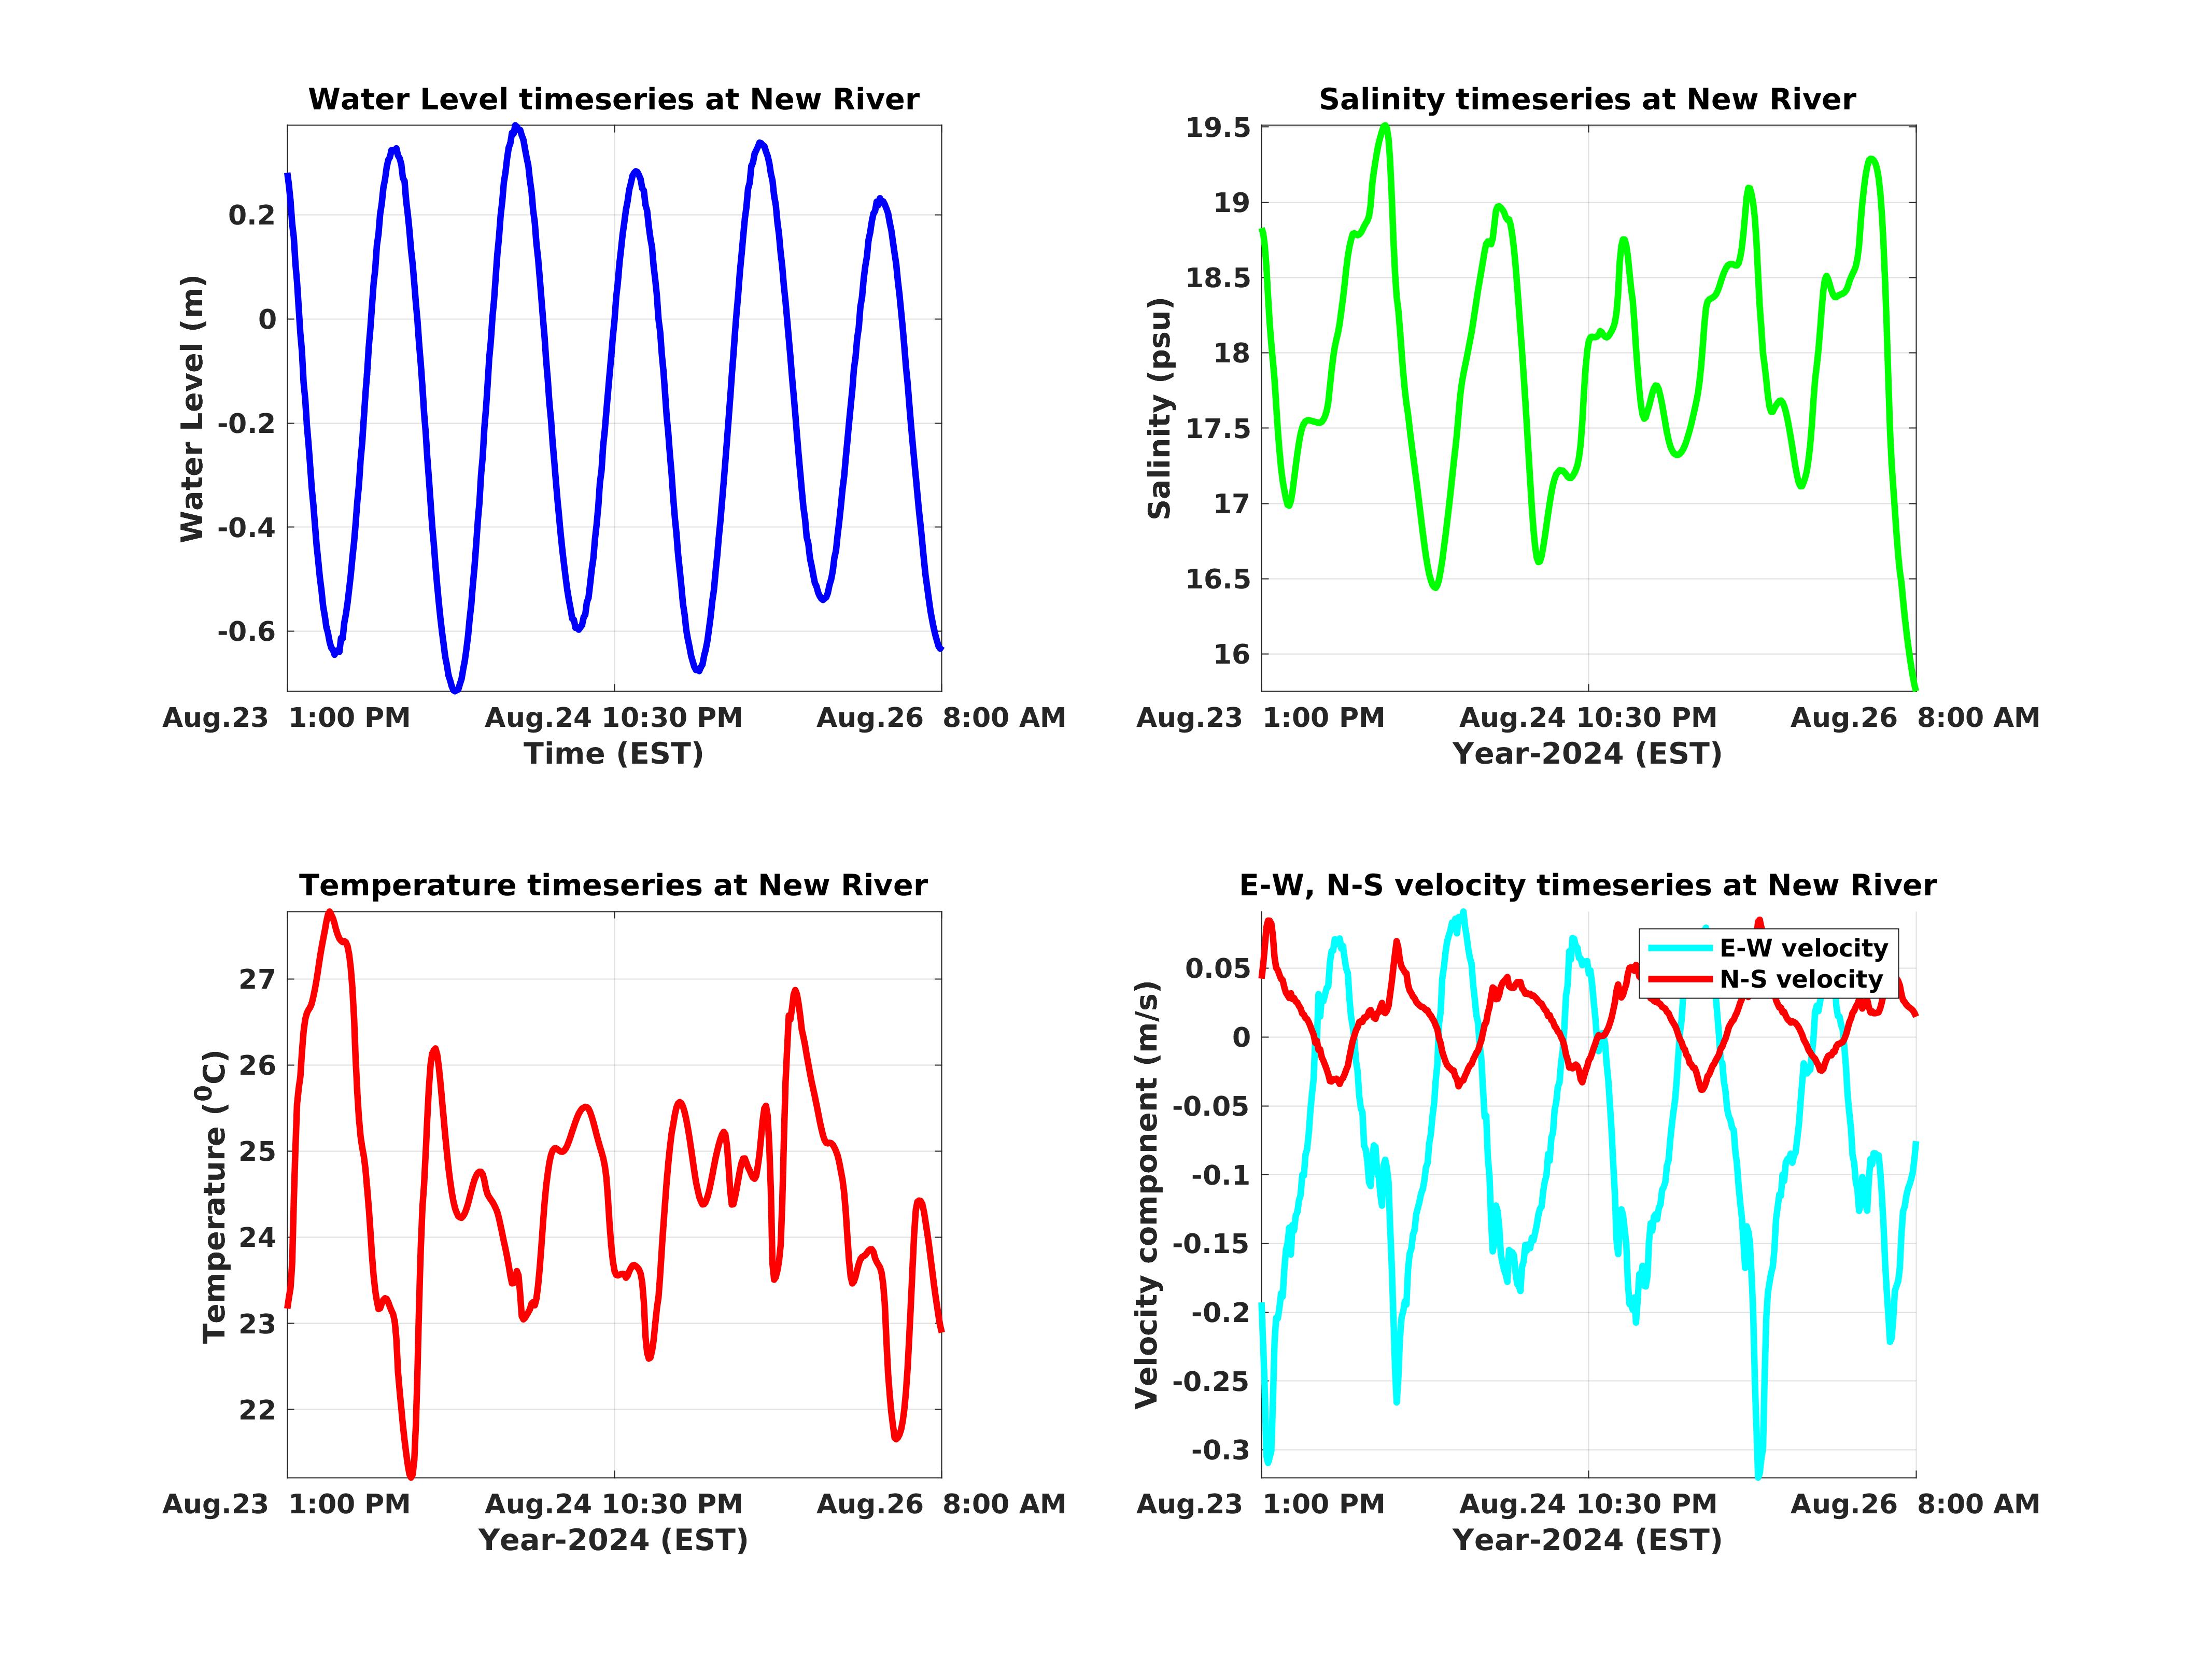 Water Level timeseries at New River
Water Level (m)
0.2
0
-0.2
-0.4
-0.6
Aug.23 1:00 PM Aug.24 10:30 PM Aug.26 8:00 AM
Time (EST)
Salinity timeseries at New River
Salinity (psu)
19.5
19
18.5
18
17.5
17
16.5
16
Aug.23 1:00 PM Aug.24 10:30 PM Aug.26 8:00 AM
Year-2024 (EST)
Temperature timeseries at New River
Temperature (⁰C)
27
26
25
24
23
22
Aug.23 1:00 PM Aug.24 10:30 PM Aug.26 8:00 AM
Year-2024 (EST)
E-W, N-S velocity timeseries at New River
Velocity component (m/s)
0.05
0
-0.05
-0.1
-0.15
-0.2
-0.25
-0.3
E-W velocity
N-S velocity
Aug.23 1:00 PM Aug.24 10:30 PM Aug.26 8:00 AM
Year-2024 (EST)